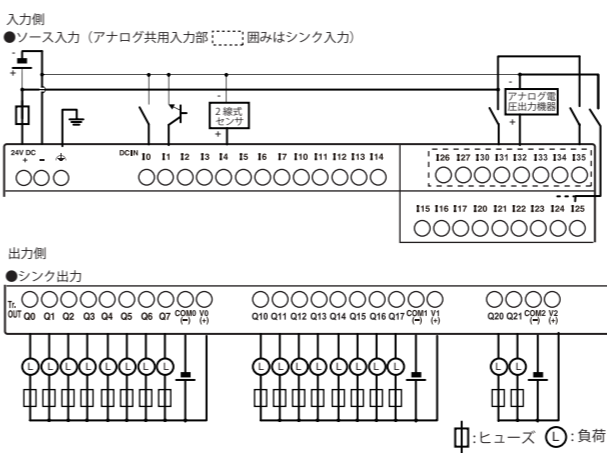 入力側
●ソース入力（アナログ共用入力部 囲みはシンク入力）
-
+
-
2 線式
センサ
+
-
アナログ電
圧出力機器
+
24V DC
+ −
DC IN I0 I1 I2 I3 I4 I5 I6 I7 I10 I11 I12 I13 I14
I26 I27 I30 I31 I32 I33 I34 I35
I15 I16 I17 I20 I21 I22 I23 I24 I25
出力側
●シンク出力
Tr.
OUT Q0 Q1 Q2 Q3 Q4 Q5 Q6 Q7 COM0 (−) V0 (+)
Q10 Q11 Q12 Q13 Q14 Q15 Q16 Q17 COM1 (−) V1 (+)
Q20 Q21 COM2 (−) V2 (+)
L L L L L L L L L L L L L L L L L L
:ヒューズ L :負荷